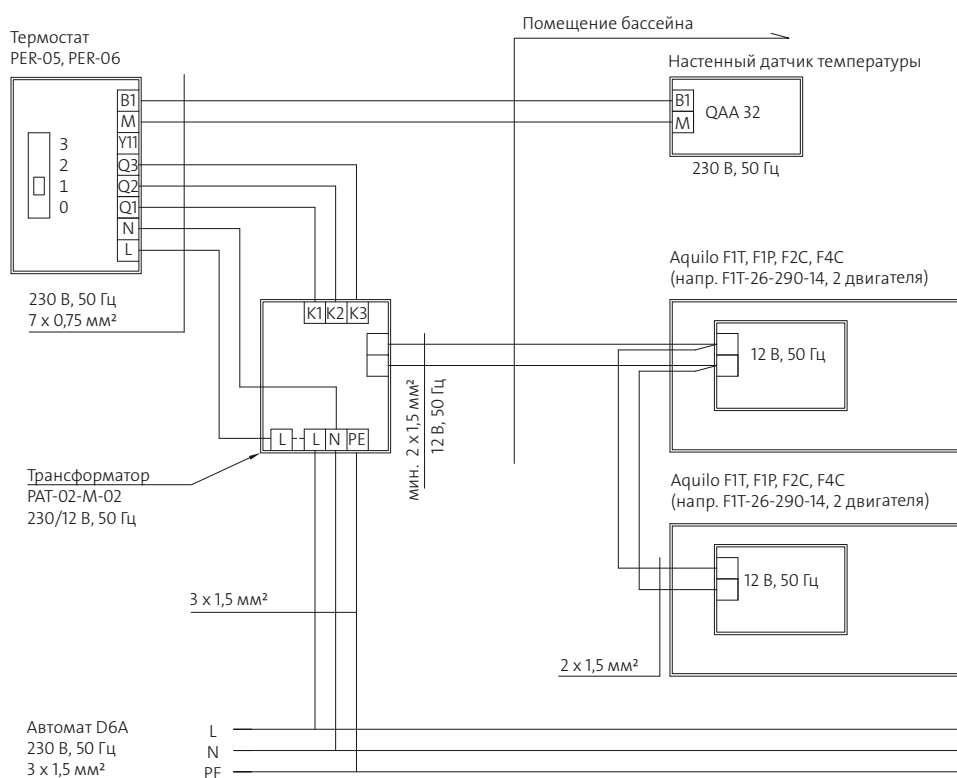 Помещение бассейна
Термостат
PER-05, PER-06
Настенный датчик температуры
B1
M
Y11
Q3
Q2
Q1
N
L
3
2
1
0
B1
M
QAA 32
230 В, 50 Гц
230 В, 50 Гц
7 x 0,75 мм²
Aquilo F1T, F1P, F2C, F4C
(напр. F1T-26-290-14, 2 двигателя)
K1 K2 K3
12 В, 50 Гц
мин. 2 x 1,5 мм²
12 В, 50 Гц
L L N PE
Трансформатор
PAT-02-M-02
230/12 В, 50 Гц
Aquilo F1T, F1P, F2C, F4C
(напр. F1T-26-290-14, 2 двигателя)
12 В, 50 Гц
3 x 1,5 мм²
2 x 1,5 мм²
Автомат D6A
230 В, 50 Гц
3 x 1,5 мм²
L
N
PE